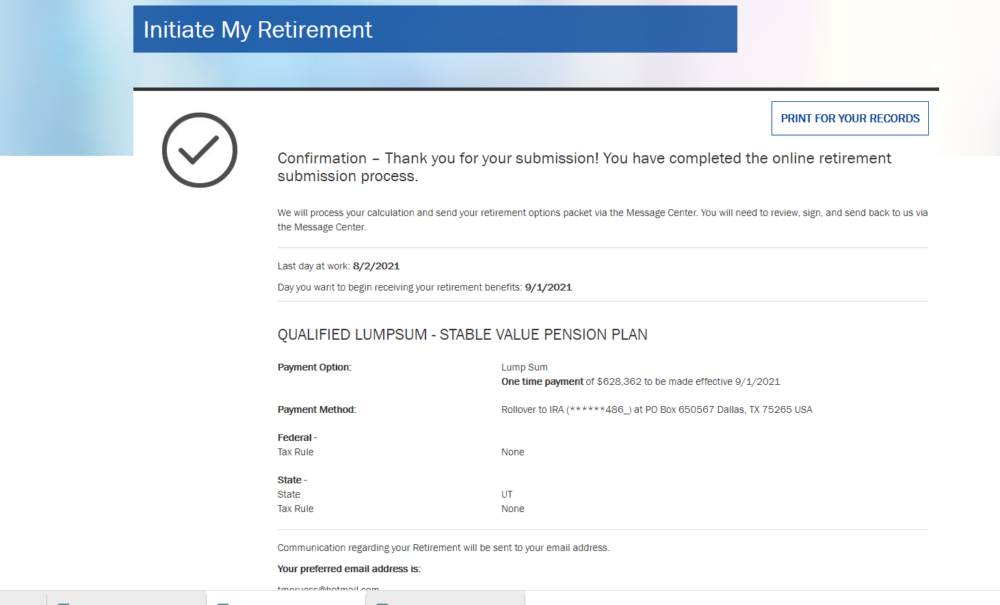 Initiate My Retirement
PRINT FOR YOUR RECORDS
Confirmation – Thank you for your submission! You have completed the online retirement
submission process.
We will process your calculation and send your retirement options packet via the Message Center. You will need to review, sign, and send back to us via
the Message Center.
Last day at work: 8/2/2021
Day you want to begin receiving your retirement benefits: 9/1/2021
QUALIFIED LUMPSUM - STABLE VALUE PENSION PLAN
Payment Option: Lump Sum
One time payment of $628,362 to be made effective 9/1/2021
Payment Method: Rollover to IRA (******486_) at PO Box 650567 Dallas, TX 75265 USA
Federal -
Tax Rule None
State -
State UT
Tax Rule None
Communication regarding your Retirement will be sent to your email address.
Your preferred email address is: